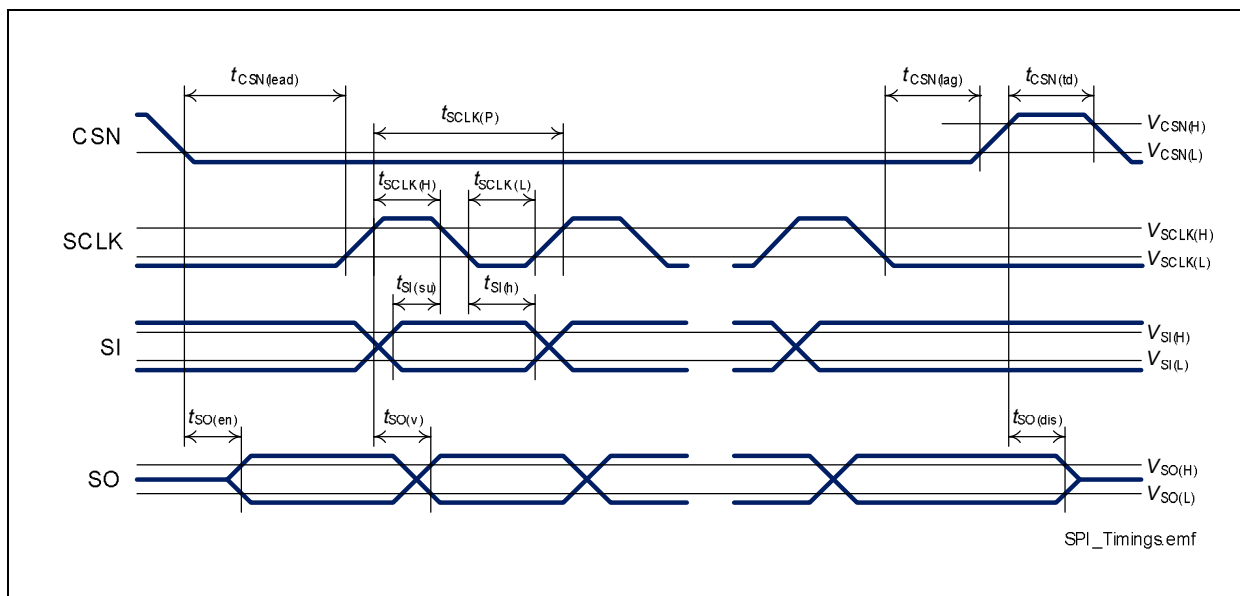 tCSN(lead)
tCSN(lag)
tCSN(td)
tSCLK(P)
CSN
VCSN(H)
VCSN(L)
tSCLK(H)
tSCLK(L)
SCLK
VSCLK(H)
VSCLK(L)
tSI(su)
tSI(h)
SI
VSI(H)
VSI(L)
tSO(en)
tSO(v)
tSO(dis)
SO
VSO(H)
VSO(L)
SPI_Timings.emf